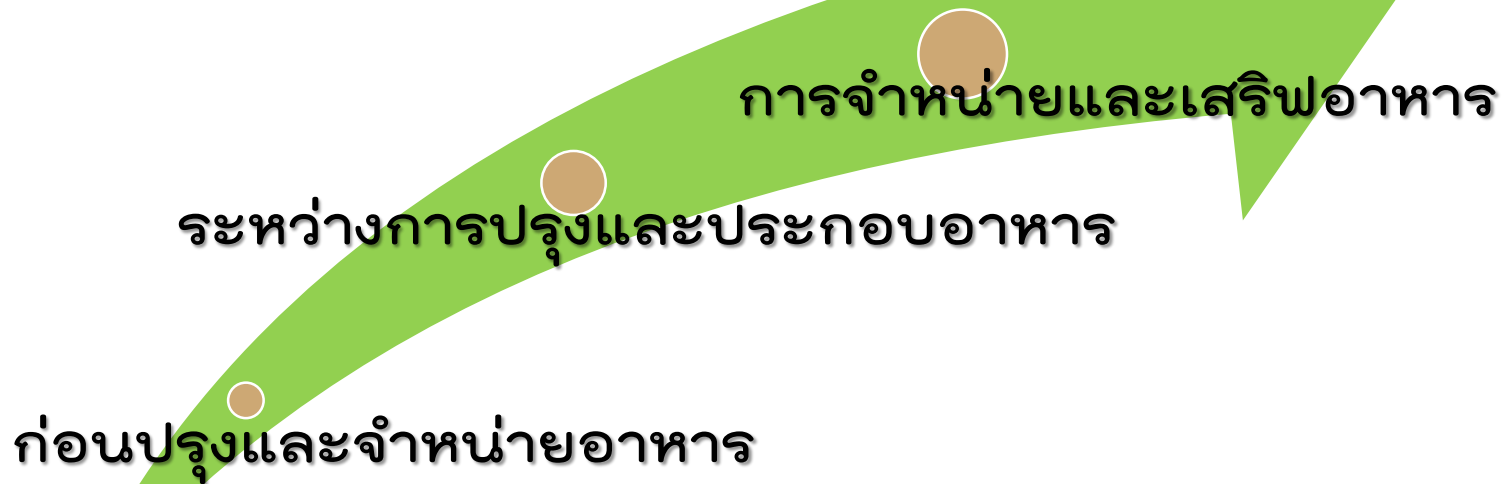 การจำหน่ายและเสริฟอาหาร
ระหว่างการปรุงและประกอบอาหาร
ก่อนปรุงและจำหน่ายอาหาร